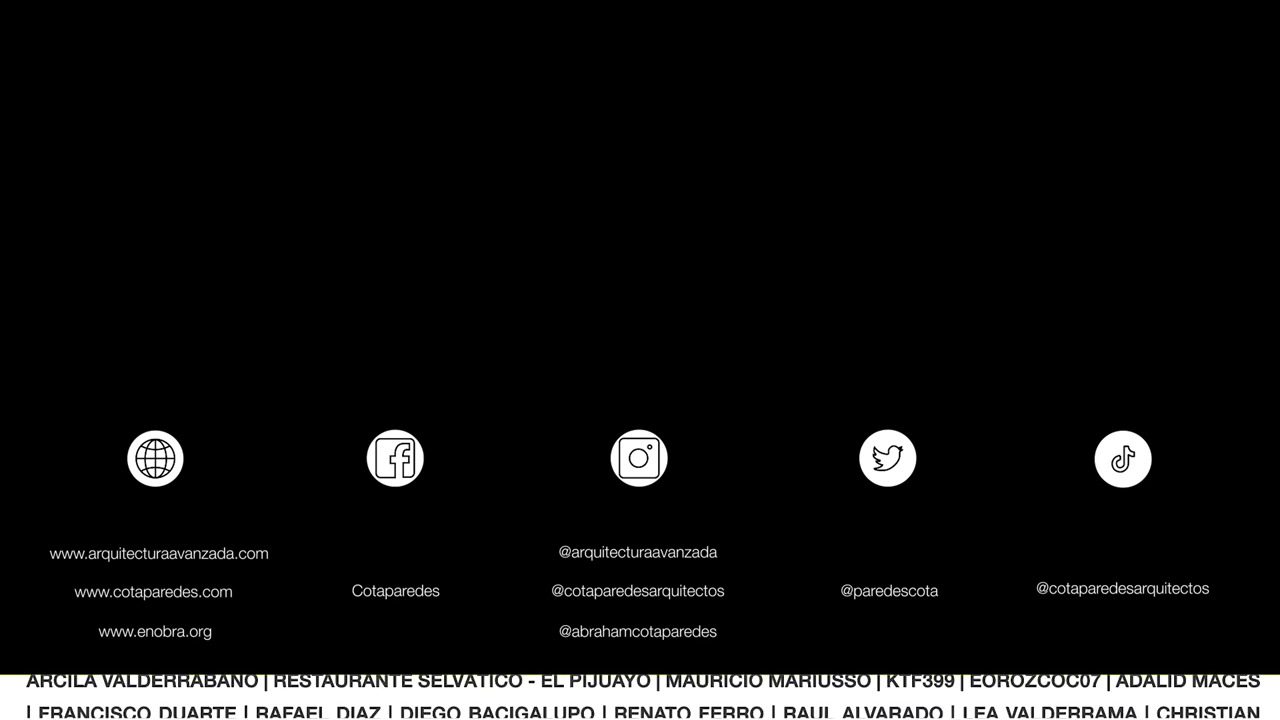 www.arquitecturaavanzada.com
www.cotaparedes.com
www.enobra.org
Cotaparedes
@arquitecturaavanzada
@cotaparedesarquitectos
@abrahamcotaparedes
@paredescota
@cotaparedesarquitectos
ARCILA VALDERRABANO | RESTAURANTE SELVATICO - EL PIJUAYO | MAURICIO MARIUSSO | KTF399 | EOROZCOC07 | ADALID MACES
| FRANCISCO DUARTE | RAFAEL DIAZ | DIEGO BACIGALUPO | RENATO FERRO | RAUL ALVARADO | LEA VALDERRAMA | CHRISTIAN